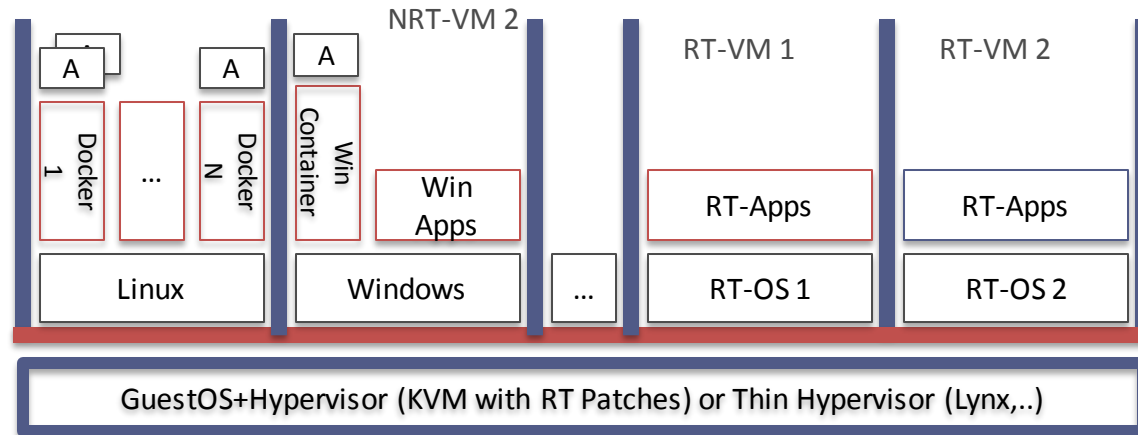 NRT-VM 2
RT-VM 1
RT-VM 2
A
A
A
Docker
1
...
Docker
N
Win
Container
Win
Apps
RT-Apps
RT-Apps
Linux
Windows
...
RT-OS 1
RT-OS 2
GuestOS+Hypervisor (KVM with RT Patches) or Thin Hypervisor (Lynx,..)